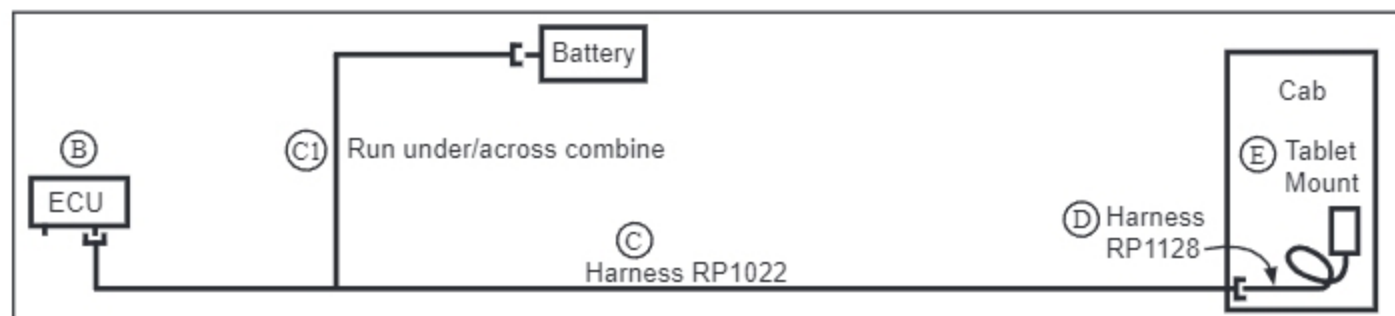 Battery
Cab
B
C1 Run under/across combine
E Tablet
Mount
ECU
D Harness
RP1128
C
Harness RP1022